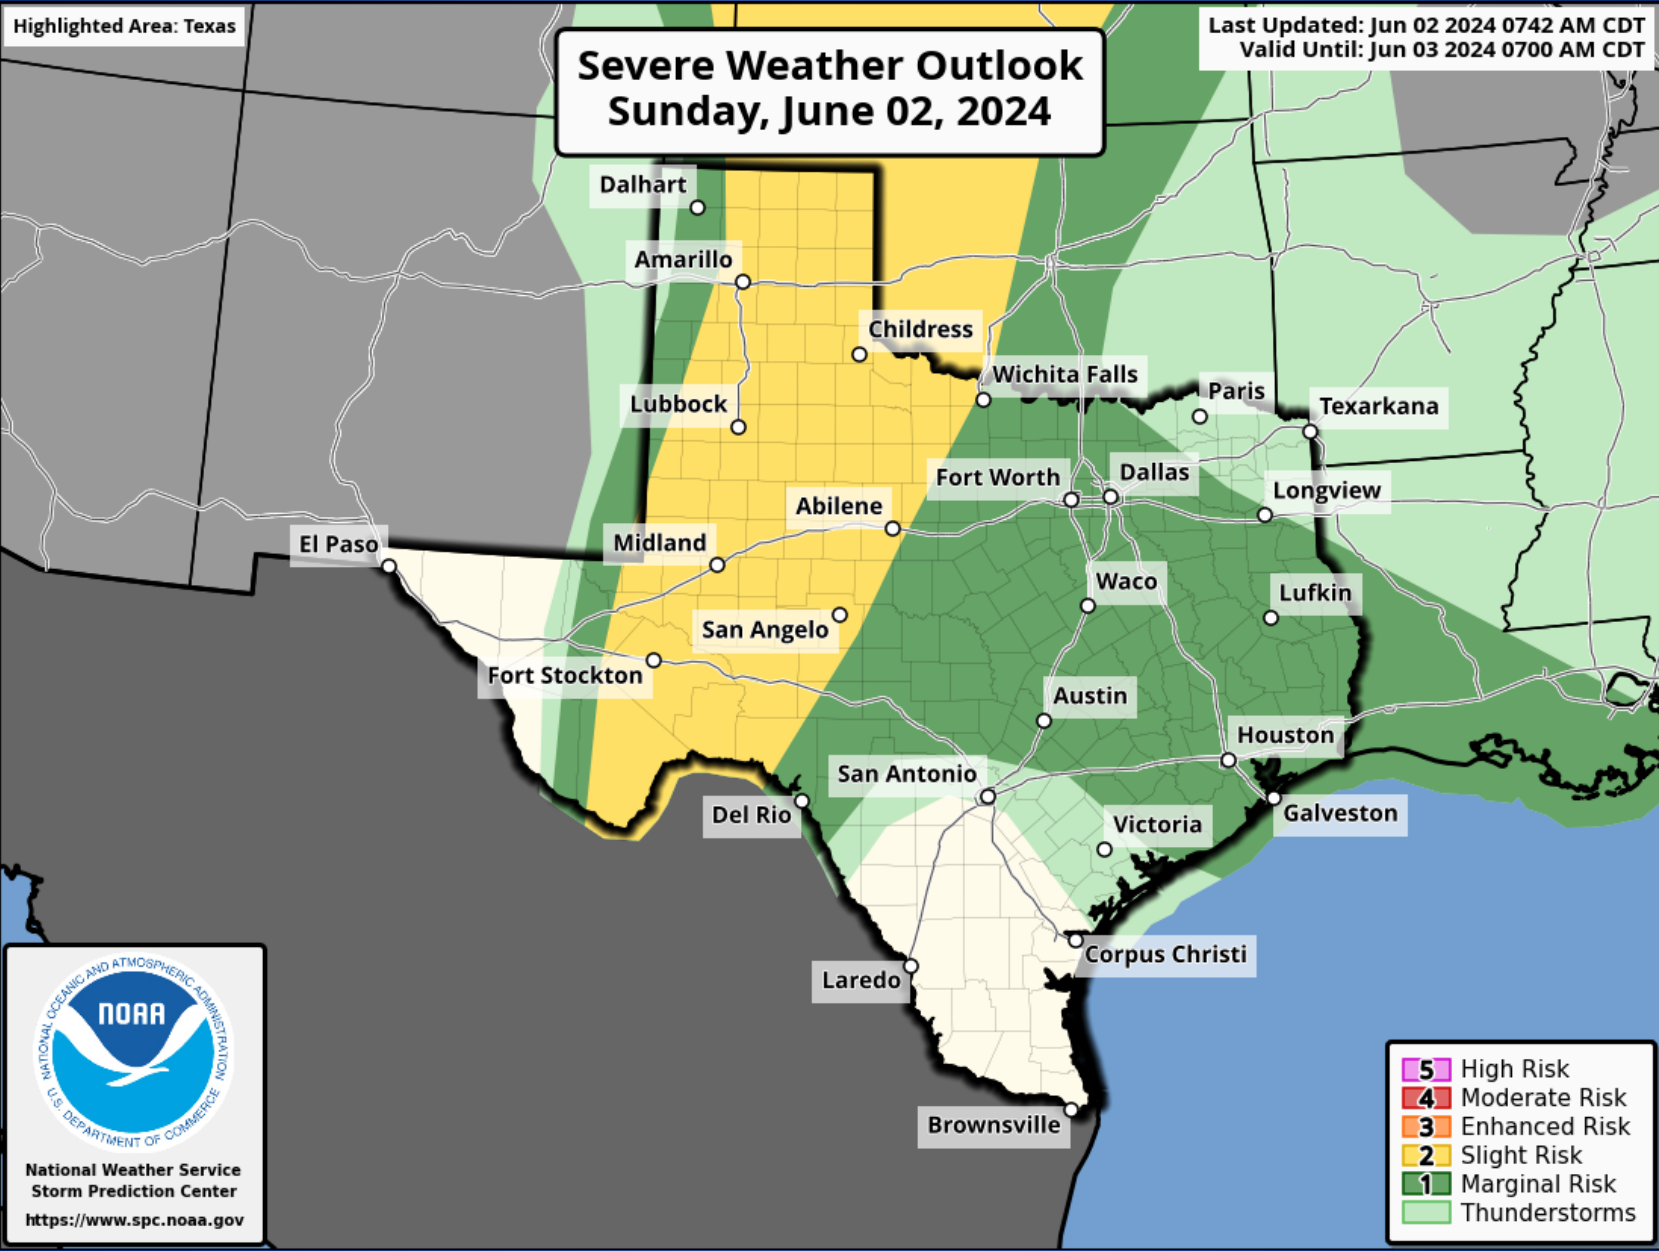 Highlighted Area: Texas
Severe Weather Outlook
Sunday, June 02, 2024
Last Updated: Jun 02 2024 0742 AM CDT
Valid Until: Jun 03 2024 0700 AM CDT
Dalhart
Amarillo
Childress
Wichita Falls
Paris
Texarkana
Lubbock
Fort Worth
Dallas
Longview
Abilene
El Paso
Midland
Waco
Lufkin
San Angelo
Fort Stockton
Austin
Houston
San Antonio
Del Rio
Victoria
Galveston
Corpus Christi
Laredo
Brownsville
NATIONAL OCEANIC AND ATMOSPHERIC ADMINISTRATION
NOAA
U.S. DEPARTMENT OF COMMERCE
National Weather Service
Storm Prediction Center
https://www.spc.noaa.gov
5 High Risk
4 Moderate Risk
3 Enhanced Risk
2 Slight Risk
1 Marginal Risk
Thunderstorms